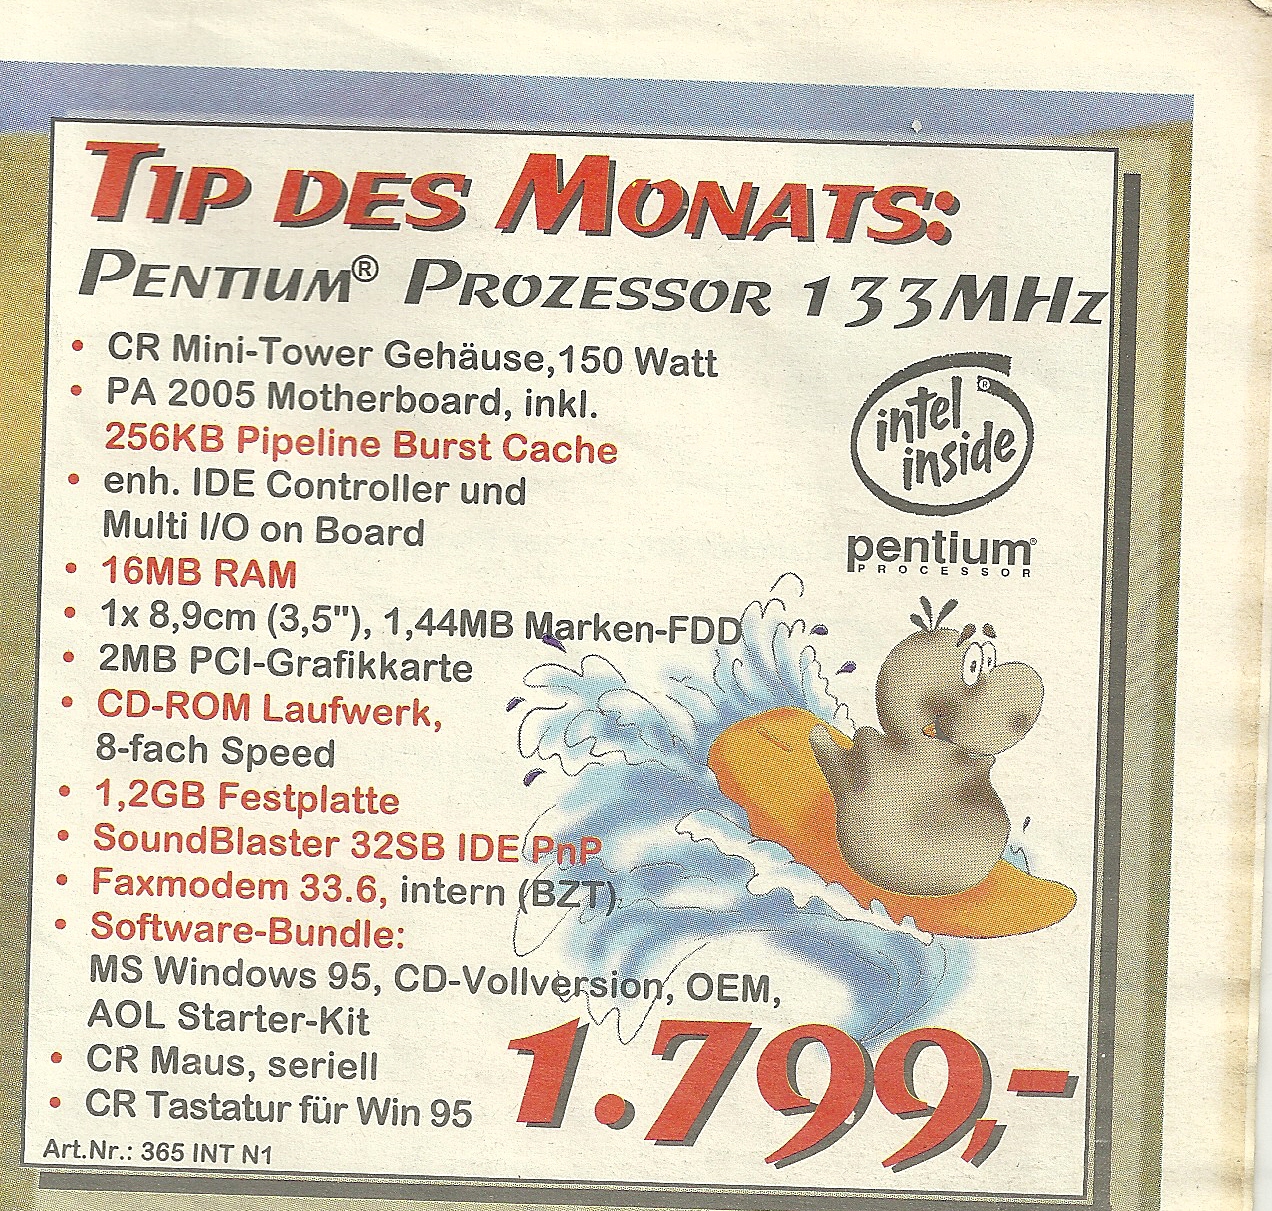 TIP DES MONATS:
PENTIUM® PROZESSOR 133MHz
• CR Mini-Tower Gehäuse,150 Watt
• PA 2005 Motherboard, inkl.
256KB Pipeline Burst Cache
• enh. IDE Controller und
Multi I/O on Board
• 16MB RAM
• 1x 8,9cm (3,5"), 1,44MB Marken-FDD
• 2MB PCI-Grafikkarte
• CD-ROM Laufwerk,
8-fach Speed
• 1,2GB Festplatte
• SoundBlaster 32SB IDE PnP
• Faxmodem 33.6, intern (BZT)
• Software-Bundle:
MS Windows 95, CD-Vollversion, OEM,
AOL Starter-Kit
• CR Maus, seriell
• CR Tastatur für Win 95
Art.Nr.: 365 INT N1
intel®
inside
pentium®
PROCESSOR
1.799,-